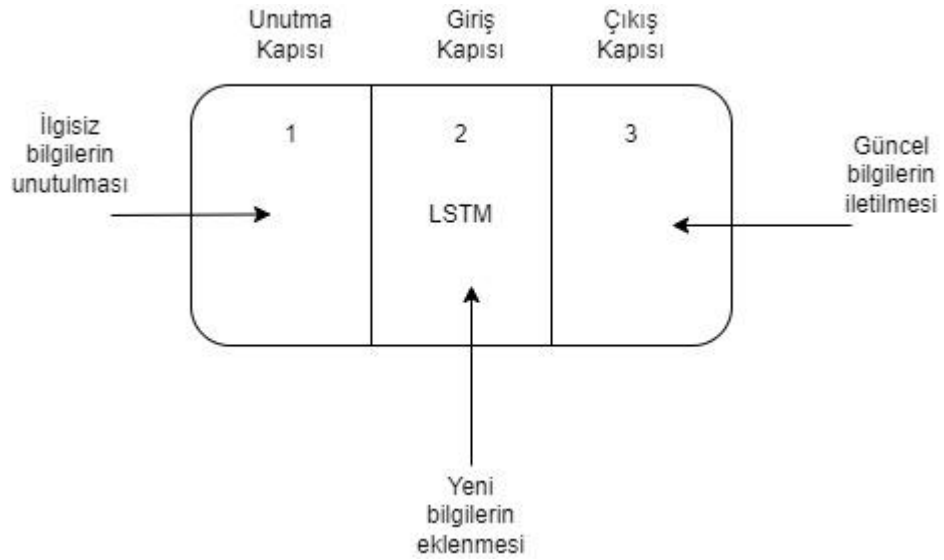 Unutma
Kapısı
Giriş
Kapısı
Çıkış
Kapısı
İlgisiz
bilgilerin
unutulması
1
2
3
LSTM
Güncel
bilgilerin
iletilmesi
Yeni
bilgilerin
eklenmesi